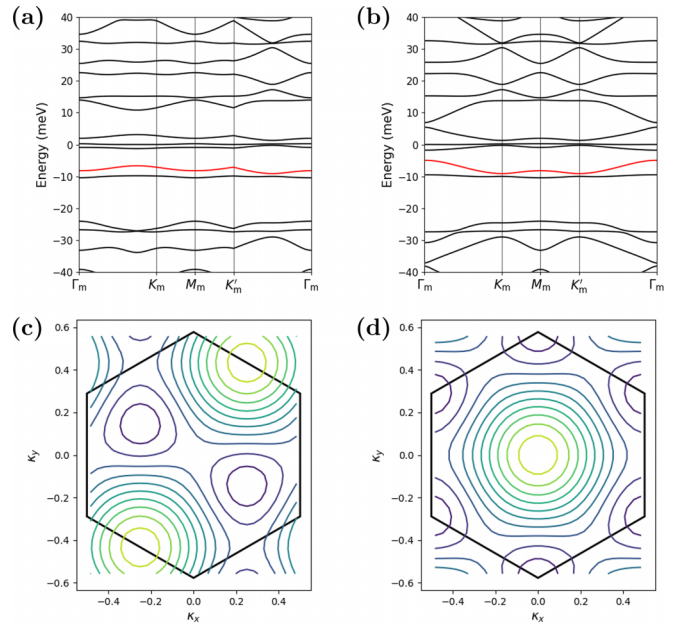 (a)
(b)
Energy (meV)
40
30
20
10
0
−10
−20
−30
−40
Γm
Km
Mm
K′m
Γm
Energy (meV)
40
30
20
10
0
−10
−20
−30
−40
Γm
Km
Mm
K′m
Γm
(c)
(d)
κy
0.6
0.4
0.2
0.0
−0.2
−0.4
−0.6
−0.4 −0.2 0.0 0.2 0.4
κx
κy
0.6
0.4
0.2
0.0
−0.2
−0.4
−0.6
−0.4 −0.2 0.0 0.2 0.4
κx